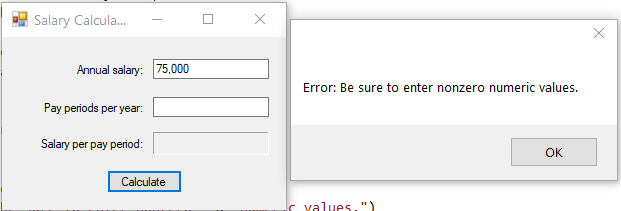 Salary Calcula...
Annual salary:
75,000
Pay periods per year:
Salary per pay period:
Calculate
Error: Be sure to enter nonzero numeric values.
OK
values.")